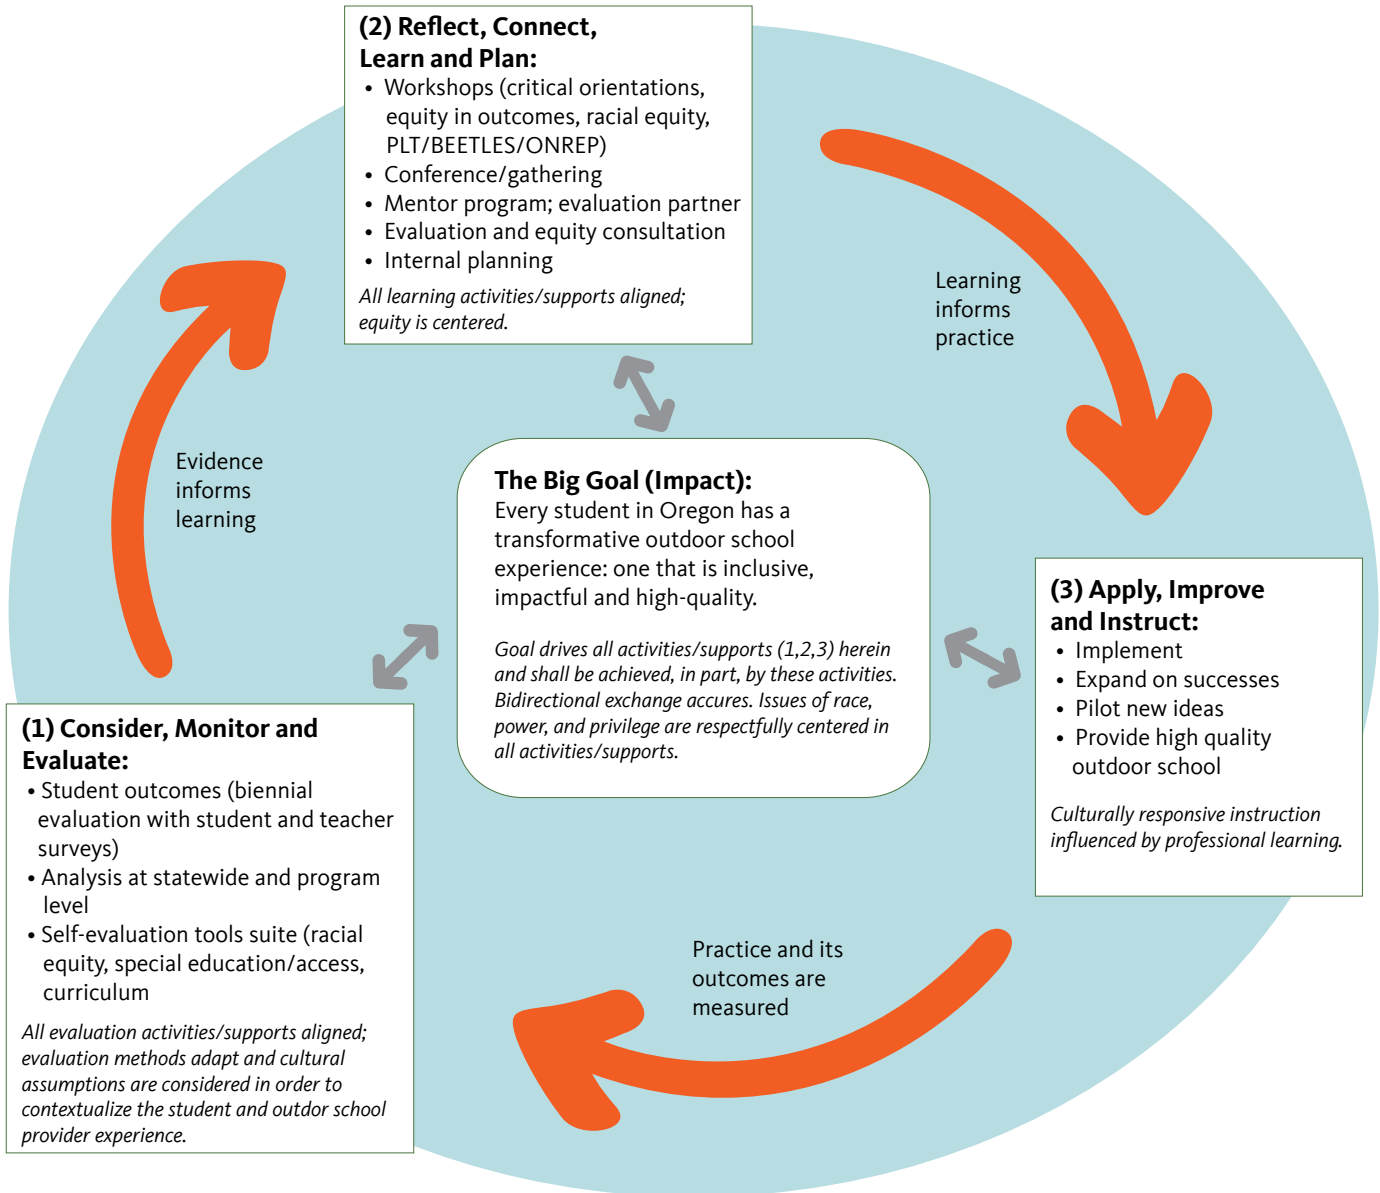 (2) Reflect, Connect,
Learn and Plan:
• Workshops (critical orientations,
equity in outcomes, racial equity,
PLT/BEETLES/ONREP)
• Conference/gathering
• Mentor program; evaluation partner
• Evaluation and equity consultation
• Internal planning
All learning activities/supports aligned;
equity is centered.
Learning
informs
practice
Evidence
informs
learning
The Big Goal (Impact):
Every student in Oregon has a
transformative outdoor school
experience: one that is inclusive,
impactful and high-quality.
Goal drives all activities/supports (1,2,3) herein
and shall be achieved, in part, by these activities.
Bidirectional exchange accures. Issues of race,
power, and privilege are respectfully centered in
all activities/supports.
(3) Apply, Improve
and Instruct:
• Implement
• Expand on successes
• Pilot new ideas
• Provide high quality
outdoor school
Culturally responsive instruction
influenced by professional learning.
(1) Consider, Monitor and
Evaluate:
• Student outcomes (biennial
evaluation with student and teacher
surveys)
• Analysis at statewide and program
level
• Self-evaluation tools suite (racial
equity, special education/access,
curriculum
All evaluation activities/supports aligned;
evaluation methods adapt and cultural
assumptions are considered in order to
contextualize the student and outdor school
provider experience.
Practice and its
outcomes are
measured